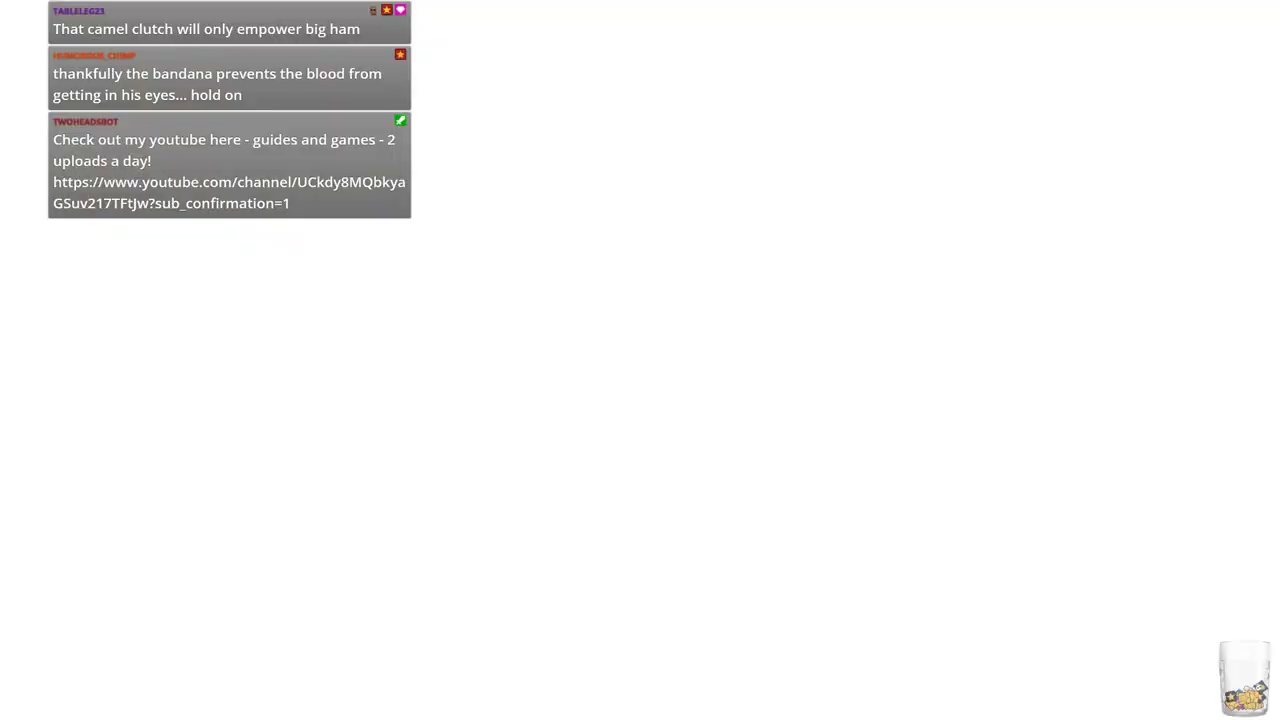 TABLELEG23
That camel clutch will only empower big ham
thankfully the bandana prevents the blood from
getting in his eyes... hold on
TWOHEADSBOT
Check out my youtube here - guides and games - 2
uploads a day!
https://www.youtube.com/channel/UCkdy8MQbkya
GSuv217TFtJw?sub_confirmation=1